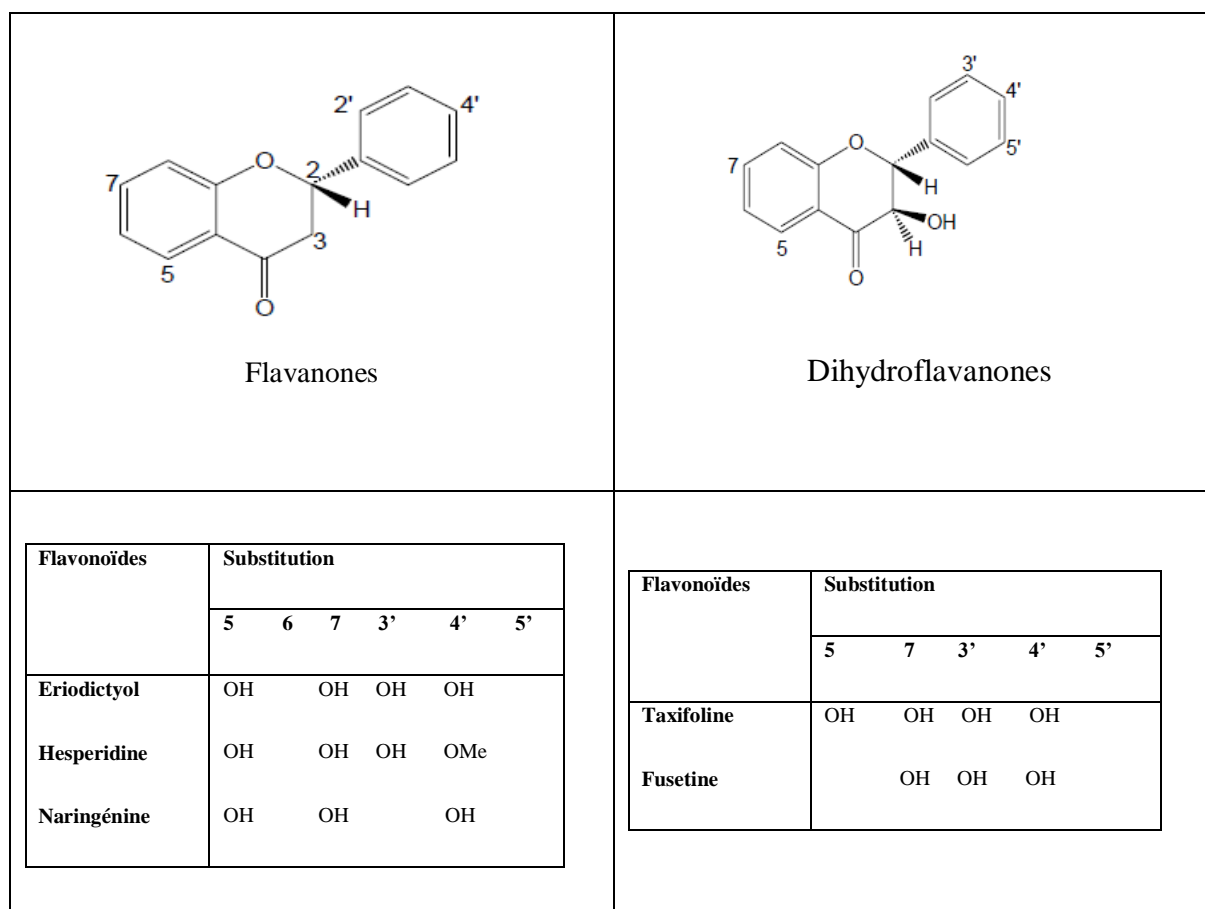 2'
4'
O
7
2
H
3
5
O
Flavanones
3'
4'
5'
O
7
H
OH
H
5
O
Dihydroflavanones
Flavonoïdes Substitution
5 6 7 3’ 4’ 5’
Eriodictyol OH OH OH OH
Hesperidine OH OH OH OMe
Naringénine OH OH OH
Flavonoïdes Substitution
5 7 3’ 4’ 5’
Taxifoline OH OH OH OH
Fusetine OH OH OH